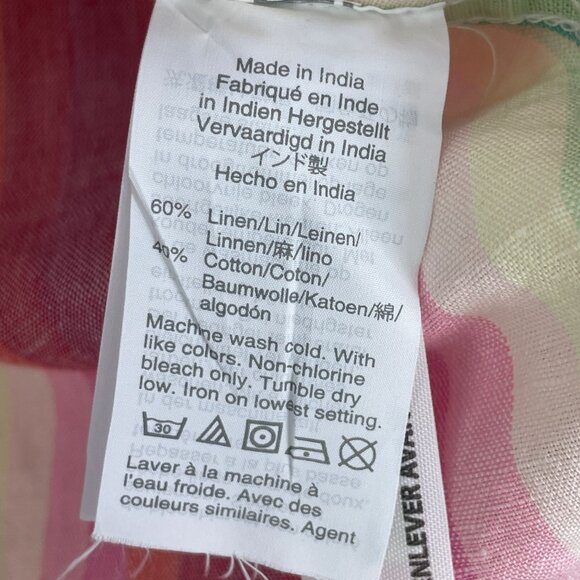 Made in India
Fabriqué en Inde
in Indien Hergestellt
Vervaardigd in India
インド製
Hecho en India
60% Linen/Lin/Leinen/
Linnen/麻/lino
40% Cotton/Coton/
Baumwolle/Katoen/綿/
algodón
Machine wash cold. With
like colors. Non-chlorine
bleach only. Tumble dry
low. Iron on lowest setting.
30
Laver à la machine à
l'eau froide. Avec des
couleurs similaires. Agent
ENLEVER AVA